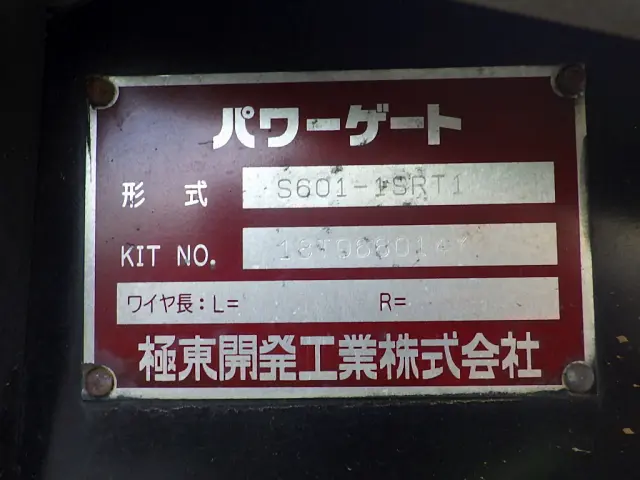 パワーゲート
形式 S601-1SRT1
KIT NO.
ワイヤ長:L= R=
極東開発工業株式会社